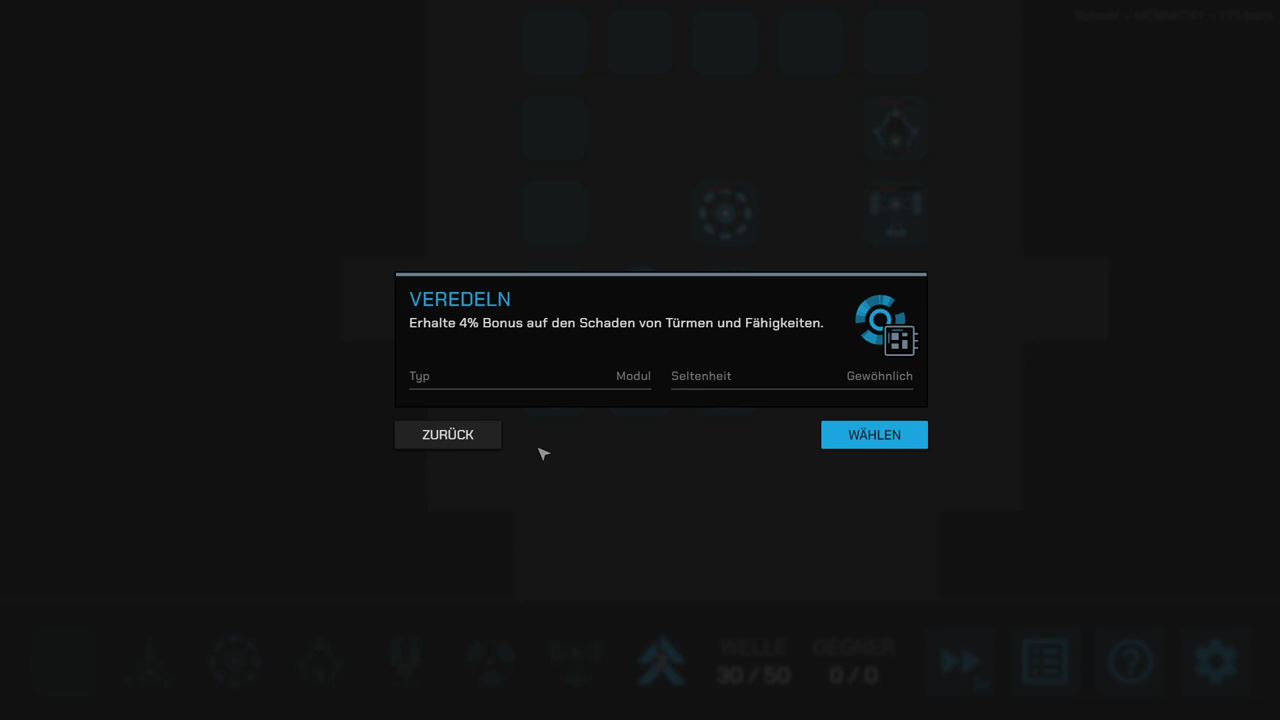 VEREDELN
Erhalte 4% Bonus auf den Schaden von Türmen und Fähigkeiten.
Typ Modul Seltenheit Gewöhnlich
ZURÜCK WÄHLEN
WELLE GEGNER
30 / 50 0 / 0